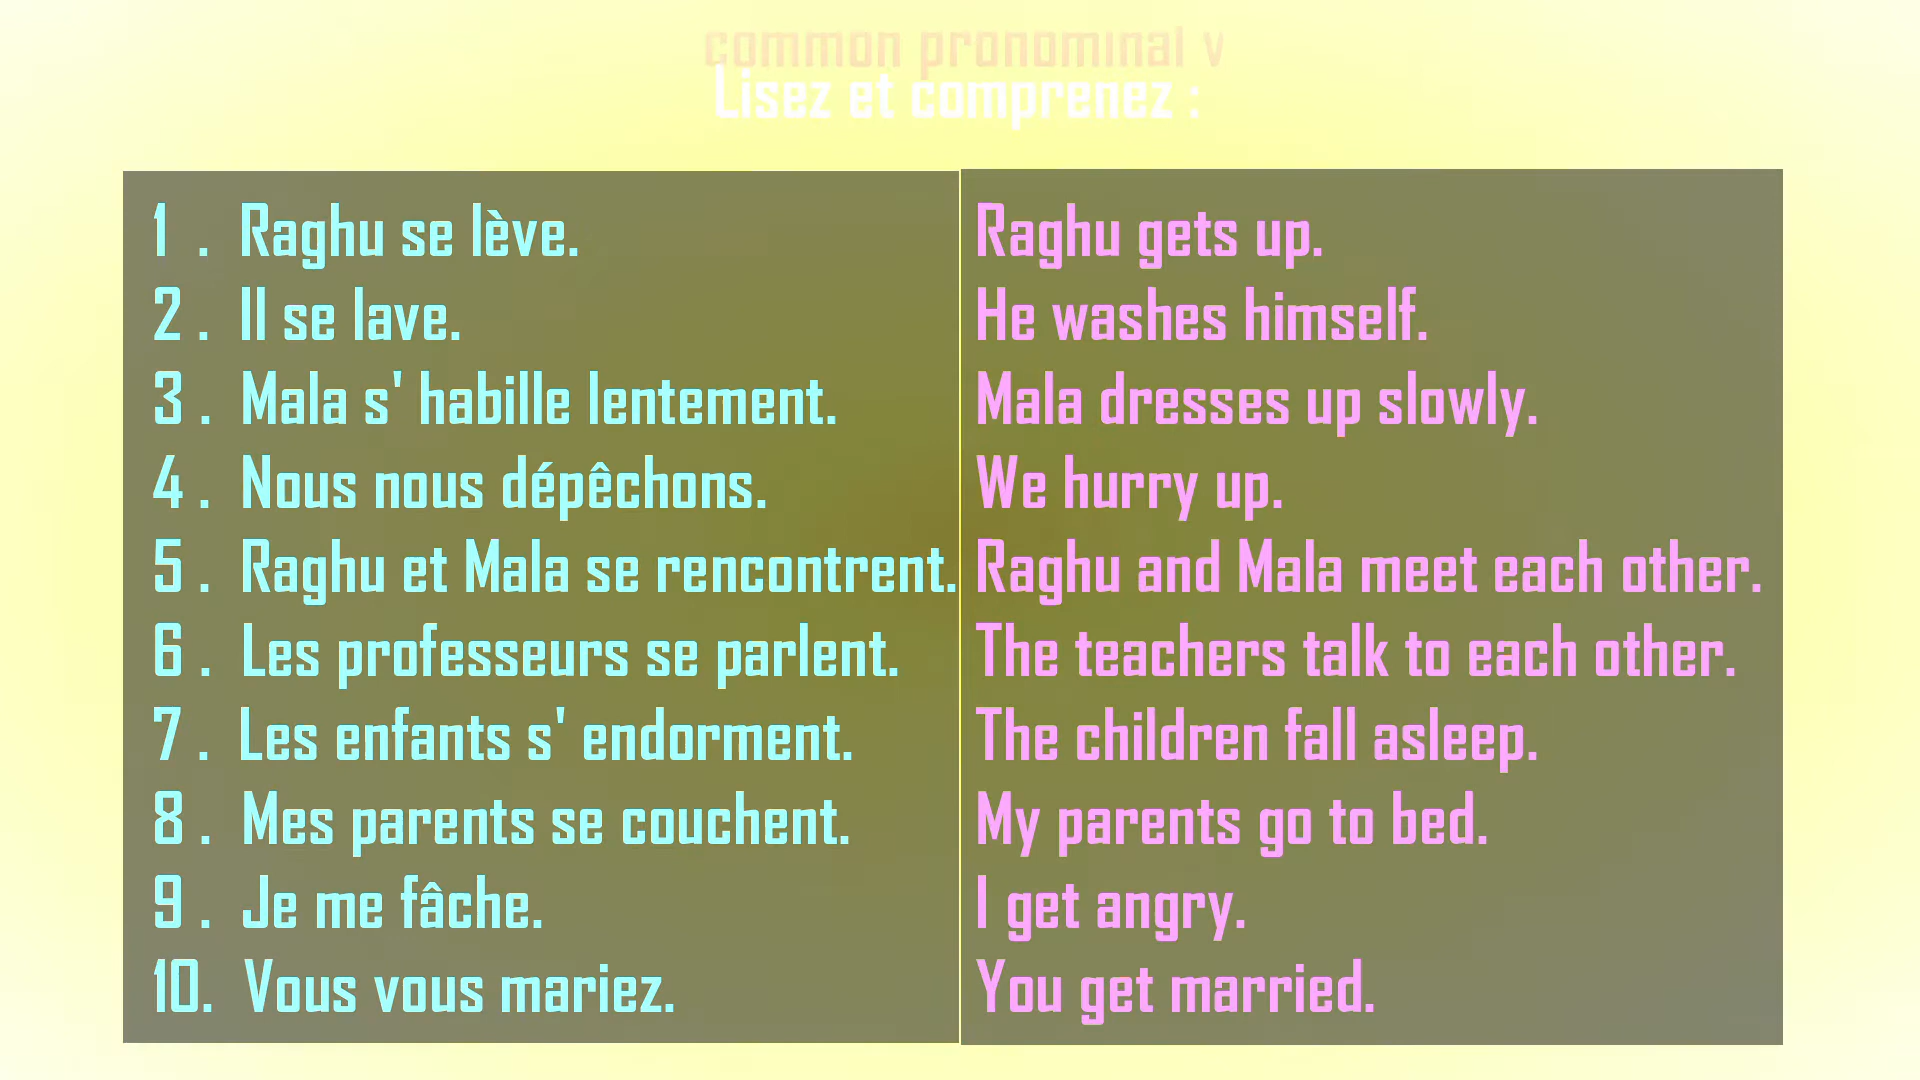 common pronominal v
Lisez et comprenez :
1 . Raghu se lève. Raghu gets up.
2 . Il se lave. He washes himself.
3 . Mala s' habille lentement. Mala dresses up slowly.
4 . Nous nous dépêchons. We hurry up.
5 . Raghu et Mala se rencontrent. Raghu and Mala meet each other.
6 . Les professeurs se parlent. The teachers talk to each other.
7 . Les enfants s' endorment. The children fall asleep.
8 . Mes parents se couchent. My parents go to bed.
9 . Je me fâche. I get angry.
10. Vous vous mariez. You get married.